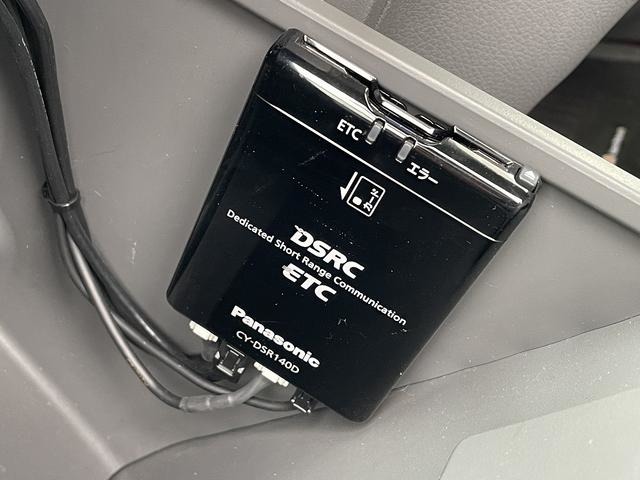 ETC
エラー
DSRC
Dedicated Short Range Communication
ETC
Panasonic
CY-DSR140D